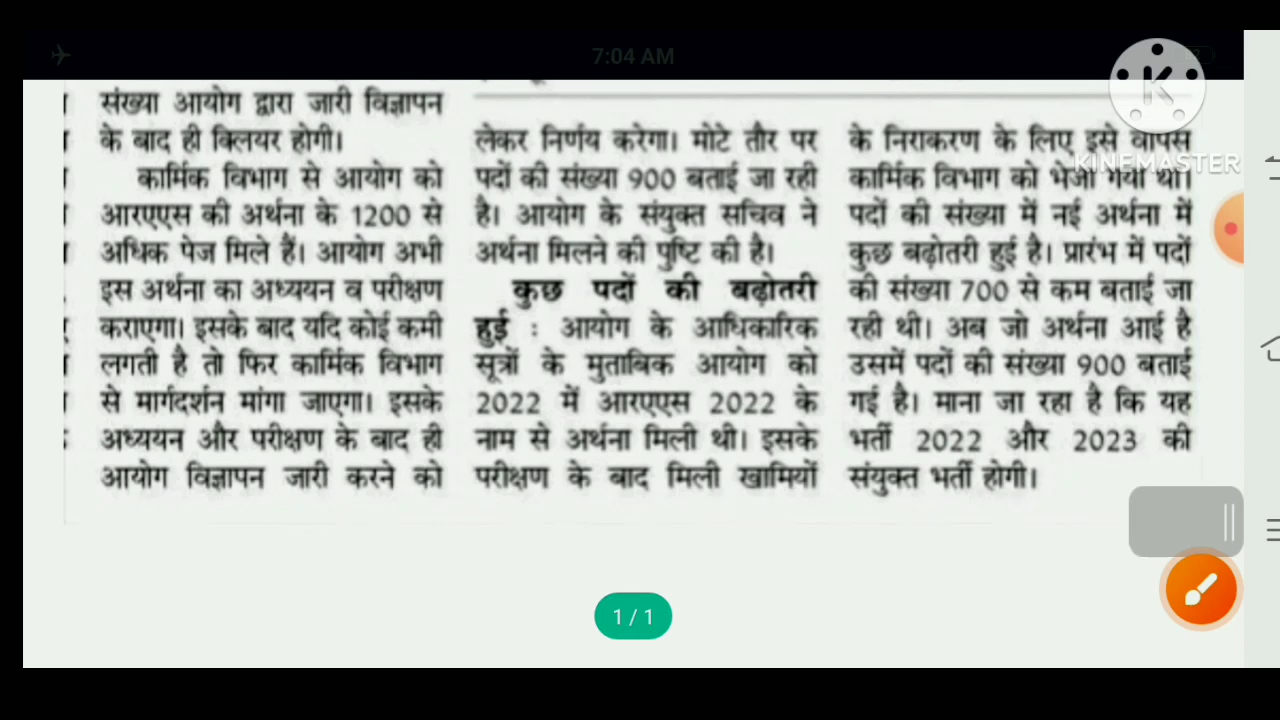 7:04 AM
KINEMASTER
संख्या आयोग द्वारा जारी विज्ञापन
के बाद ही क्लियर होगी।
कार्मिक विभाग से आयोग को
आरएएस की अर्थना के 1200 से
अधिक पेज मिले हैं। आयोग अभी
इस अर्थना का अध्ययन व परीक्षण
कराएगा। इसके बाद यदि कोई कमी
लगती है तो फिर कार्मिक विभाग
से मार्गदर्शन मांगा जाएगा। इसके
अध्ययन और परीक्षण के बाद ही
आयोग विज्ञापन जारी करने को
लेकर निर्णय करेगा। मोटे तौर पर
पदों की संख्या 900 बताई जा रही
है। आयोग के संयुक्त सचिव ने
अर्थना मिलने की पुष्टि की है।
कुछ पदों की बढ़ोतरी
हुई : आयोग के आधिकारिक
सूत्रों के मुताबिक आयोग को
2022 में आरएएस 2022 के
नाम से अर्थना मिली थी। इसके
परीक्षण के बाद मिली खामियों
के निराकरण के लिए इसे वापस
कार्मिक विभाग को भेजा गया था।
पदों की संख्या में नई अर्थना में
कुछ बढ़ोतरी हुई है। प्रारंभ में पदों
की संख्या 700 से कम बताई जा
रही थी। अब जो अर्थना आई है
उसमें पदों की संख्या 900 बताई
गई है। माना जा रहा है कि यह
भर्ती 2022 और 2023 की
संयुक्त भर्ती होगी।
1 / 1